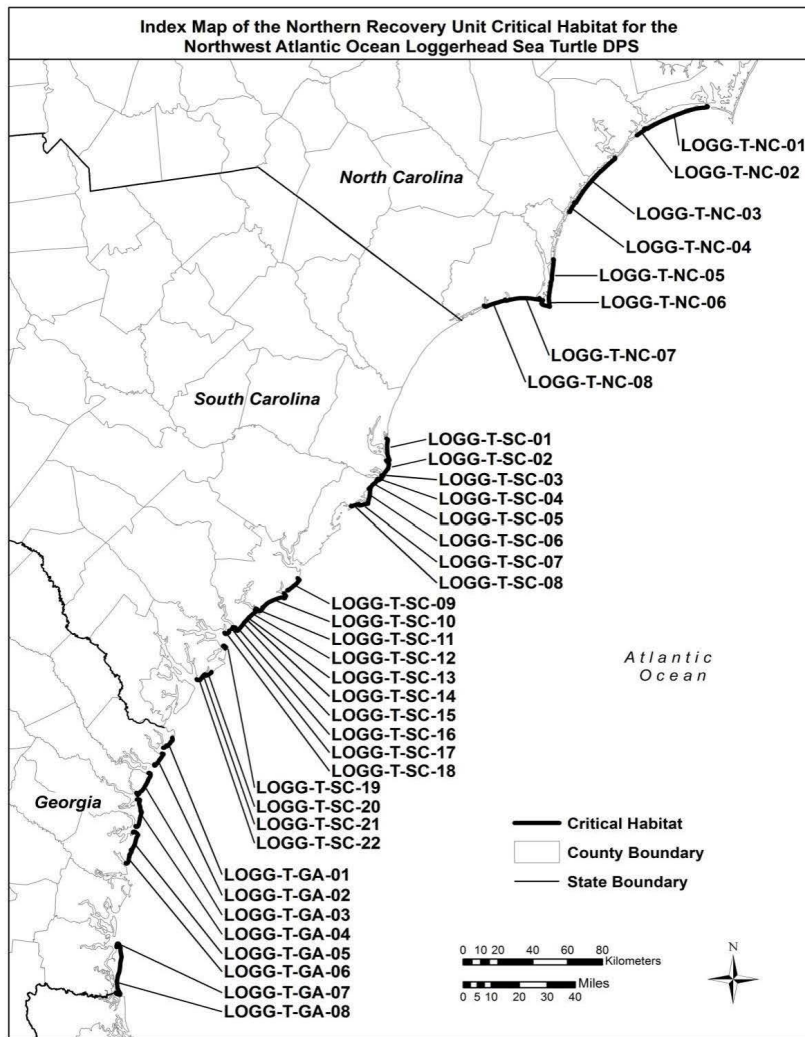 Index Map of the Northern Recovery Unit Critical Habitat for the
Northwest Atlantic Ocean Loggerhead Sea Turtle DPS
LOGG-T-NC-01
LOGG-T-NC-02
North Carolina
LOGG-T-NC-03
LOGG-T-NC-04
LOGG-T-NC-05
LOGG-T-NC-06
LOGG-T-NC-07
LOGG-T-NC-08
South Carolina
LOGG-T-SC-01
LOGG-T-SC-02
LOGG-T-SC-03
LOGG-T-SC-04
LOGG-T-SC-05
LOGG-T-SC-06
LOGG-T-SC-07
LOGG-T-SC-08
LOGG-T-SC-09
LOGG-T-SC-10
LOGG-T-SC-11
LOGG-T-SC-12
LOGG-T-SC-13
LOGG-T-SC-14
LOGG-T-SC-15
LOGG-T-SC-16
LOGG-T-SC-17
LOGG-T-SC-18
Atlantic
Ocean
LOGG-T-SC-19
LOGG-T-SC-20
LOGG-T-SC-21
LOGG-T-SC-22
Georgia
Critical Habitat
County Boundary
State Boundary
LOGG-T-GA-01
LOGG-T-GA-02
LOGG-T-GA-03
LOGG-T-GA-04
LOGG-T-GA-05
LOGG-T-GA-06
LOGG-T-GA-07
LOGG-T-GA-08
0 10 20 40 60 80
Kilometers
Miles
0 5 10 20 30 40
N